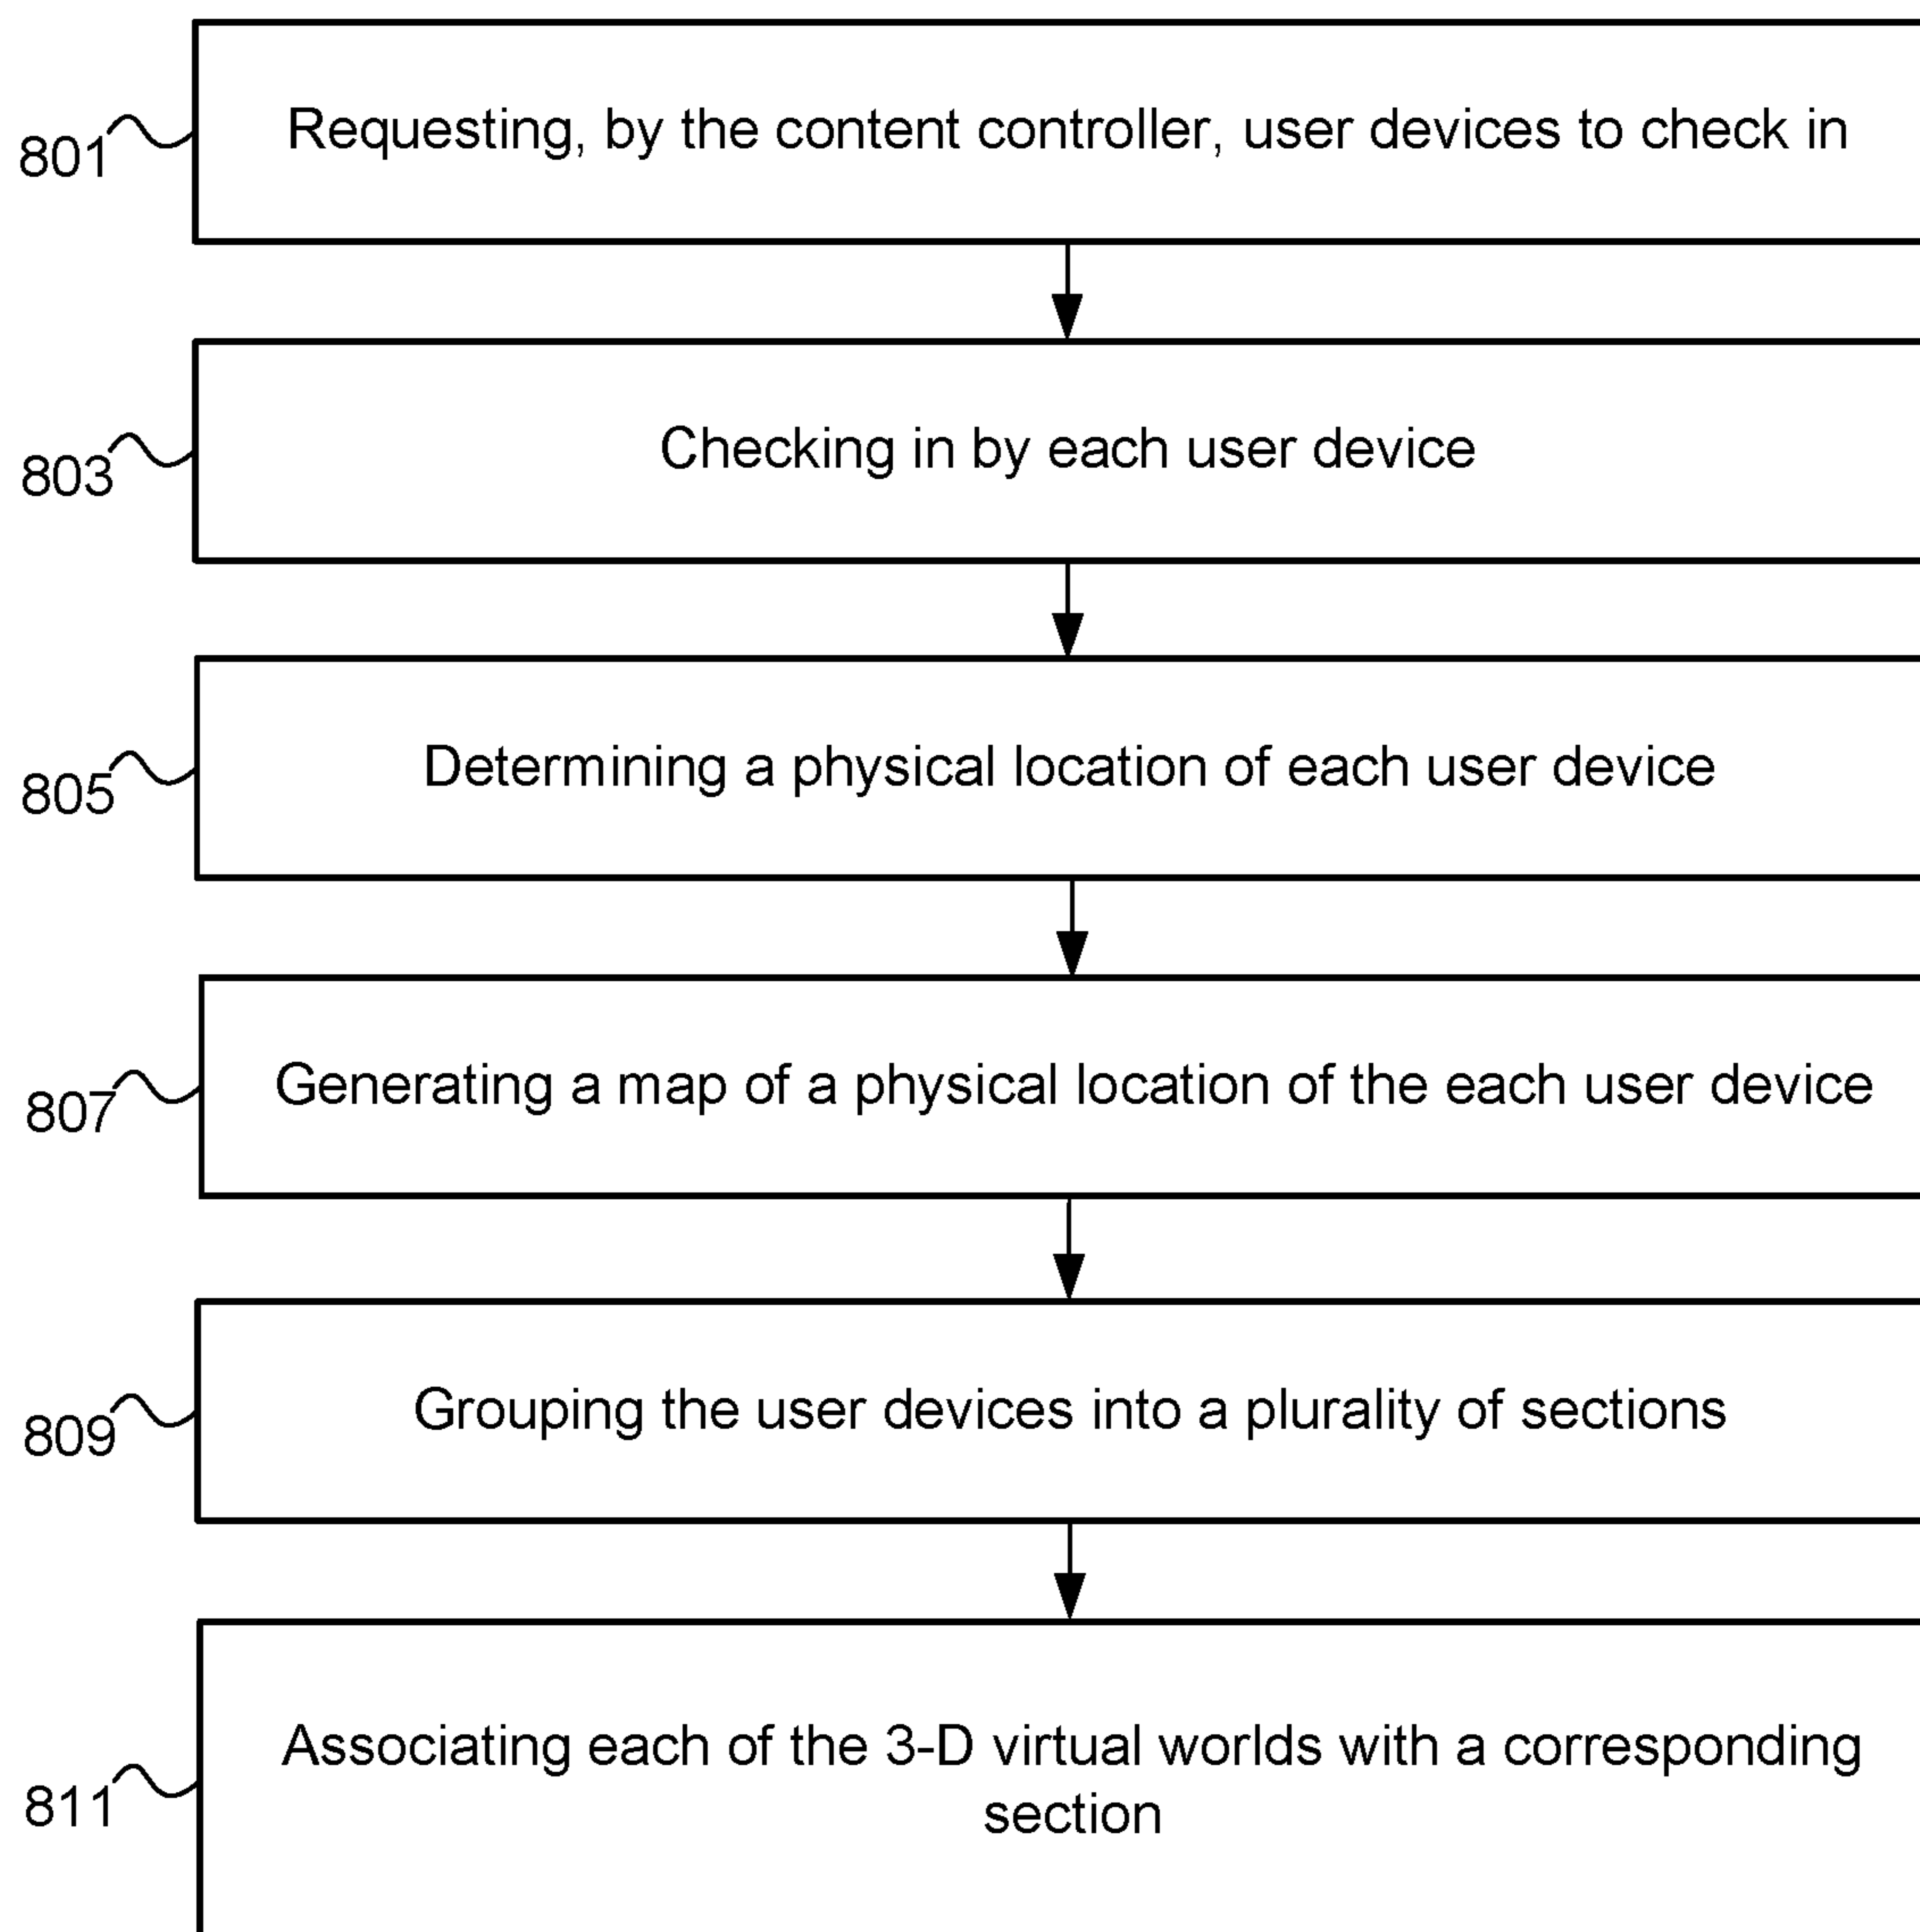 801
Requesting, by the content controller, user devices to check in
803
Checking in by each user device
805
Determining a physical location of each user device
807
Generating a map of a physical location of the each user device
809
Grouping the user devices into a plurality of sections
811
Associating each of the 3-D virtual worlds with a corresponding
section